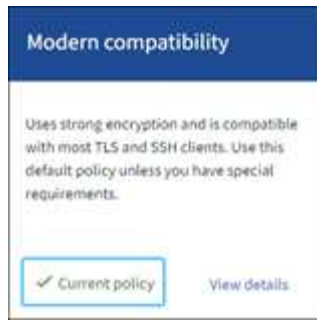 Modern compatibility
Uses strong encryption and is compatible
with most TLS and SSH clients. Use this
default policy unless you have special
requirements.
✓ Current policy
View details